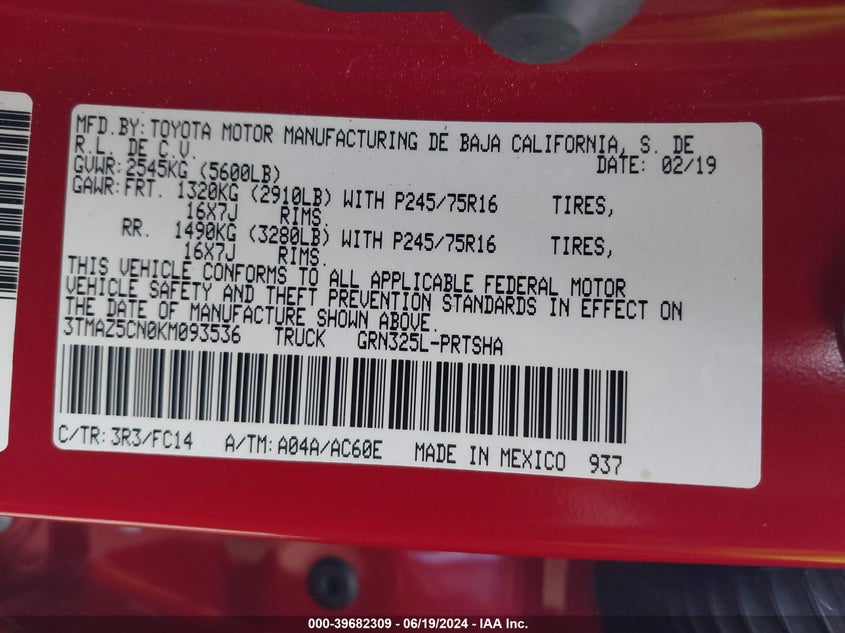 MFD.BY:TOYOTA MOTOR MANUFACTURING DE BAJA CALIFORNIA, S. DE
R.L. DE C.V. DATE: 02/19
GVWR:2545KG (5600LB)
GAWR:FRT. 1320KG (2910LB) WITH P245/75R16 TIRES,
16X7J RIMS.
RR. 1490KG (3280LB) WITH P245/75R16 TIRES,
16X7J RIMS.
THIS VEHICLE CONFORMS TO ALL APPLICABLE FEDERAL MOTOR
VEHICLE SAFETY AND THEFT PREVENTION STANDARDS IN EFFECT ON
THE DATE OF MANUFACTURE SHOWN ABOVE.
3TMAZ5CN0KM093536 TRUCK GRN325L-PRTSHA
C/TR:3R3/FC14 A/TM:A04A/AC60E MADE IN MEXICO 937
000-39682309 - 06/19/2024 - IAA Inc.